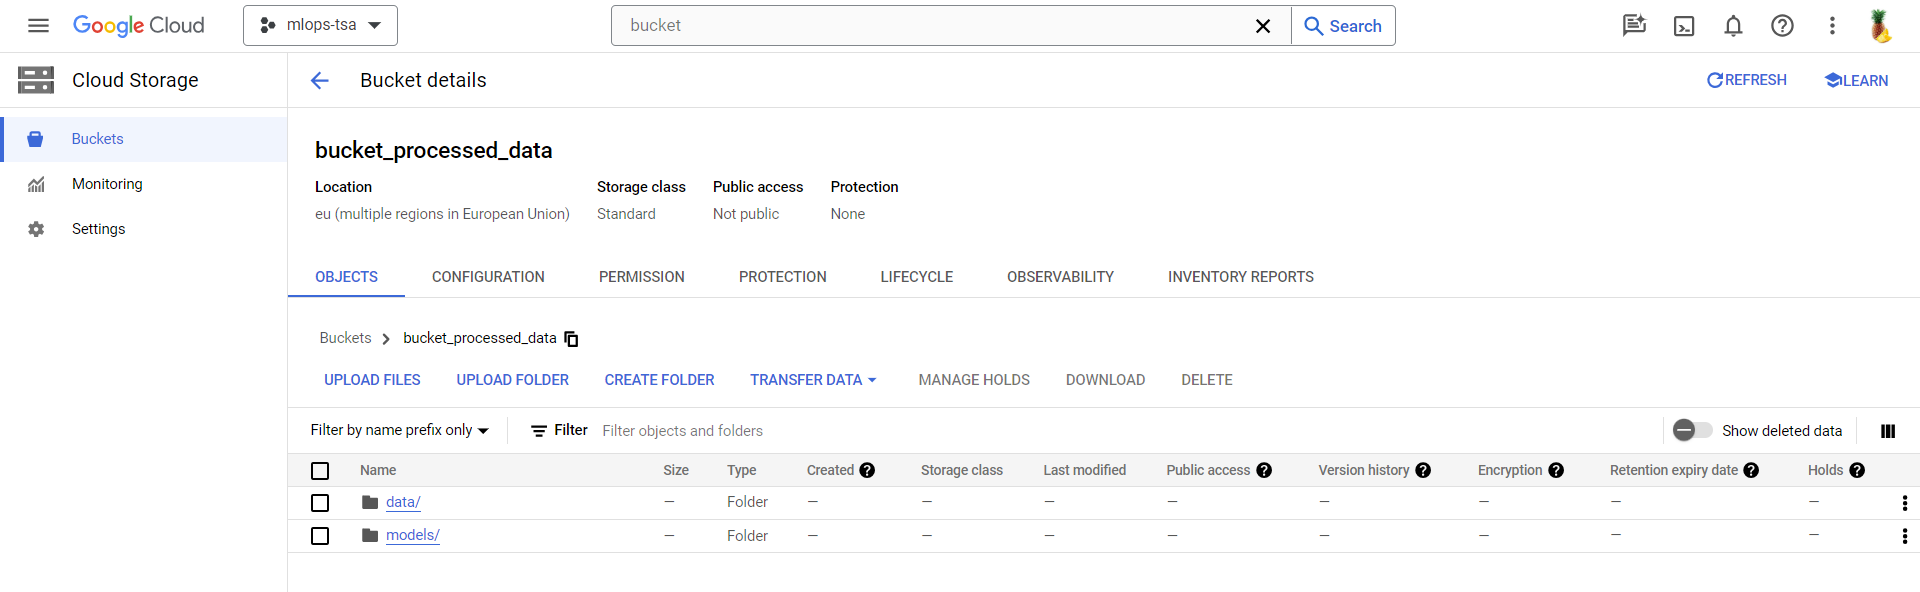 Google Cloud mlops-tsa bucket Search
Cloud Storage Bucket details REFRESH LEARN
Buckets
Monitoring
Settings
bucket_processed_data
Location Storage class Public access Protection
eu (multiple regions in European Union) Standard Not public None
OBJECTS CONFIGURATION PERMISSION PROTECTION LIFECYCLE OBSERVABILITY INVENTORY REPORTS
Buckets bucket_processed_data
UPLOAD FILES UPLOAD FOLDER CREATE FOLDER TRANSFER DATA MANAGE HOLDS DOWNLOAD DELETE
Filter by name prefix only Filter Filter objects and folders Show deleted data
Name Size Type Created Storage class Last modified Public access Version history Encryption Retention expiry date Holds
data/ — Folder — — — — — — — —
models/ — Folder — — — — — — — —